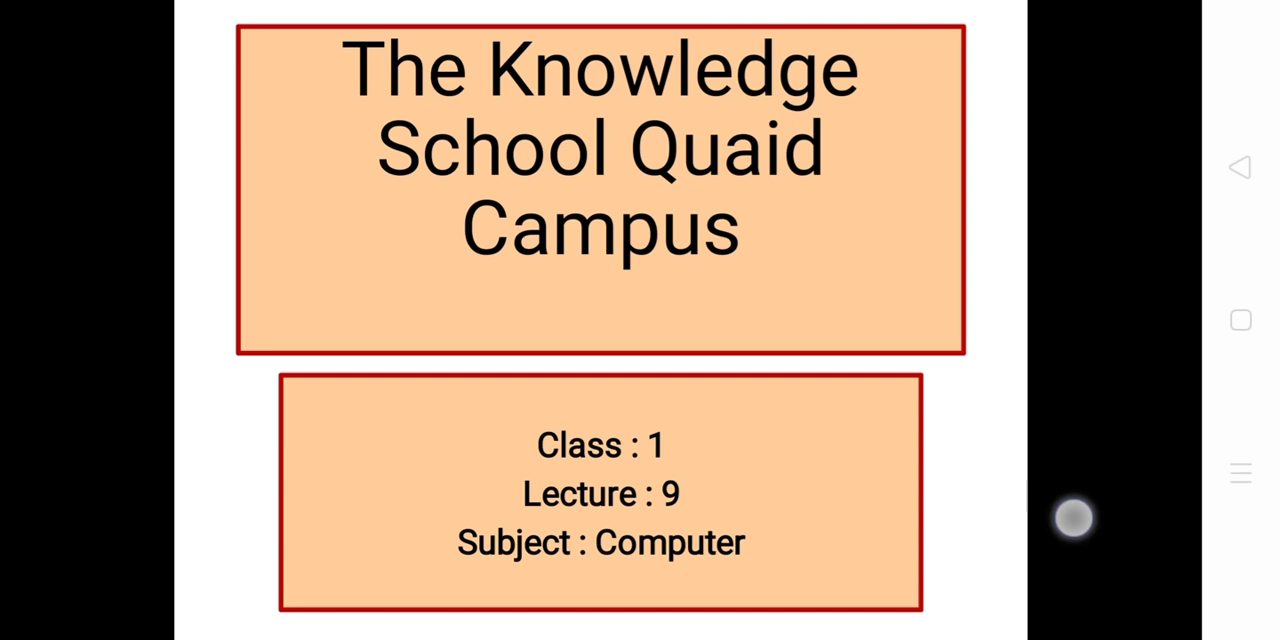 The Knowledge
School Quaid
Campus
Class : 1
Lecture : 9
Subject : Computer